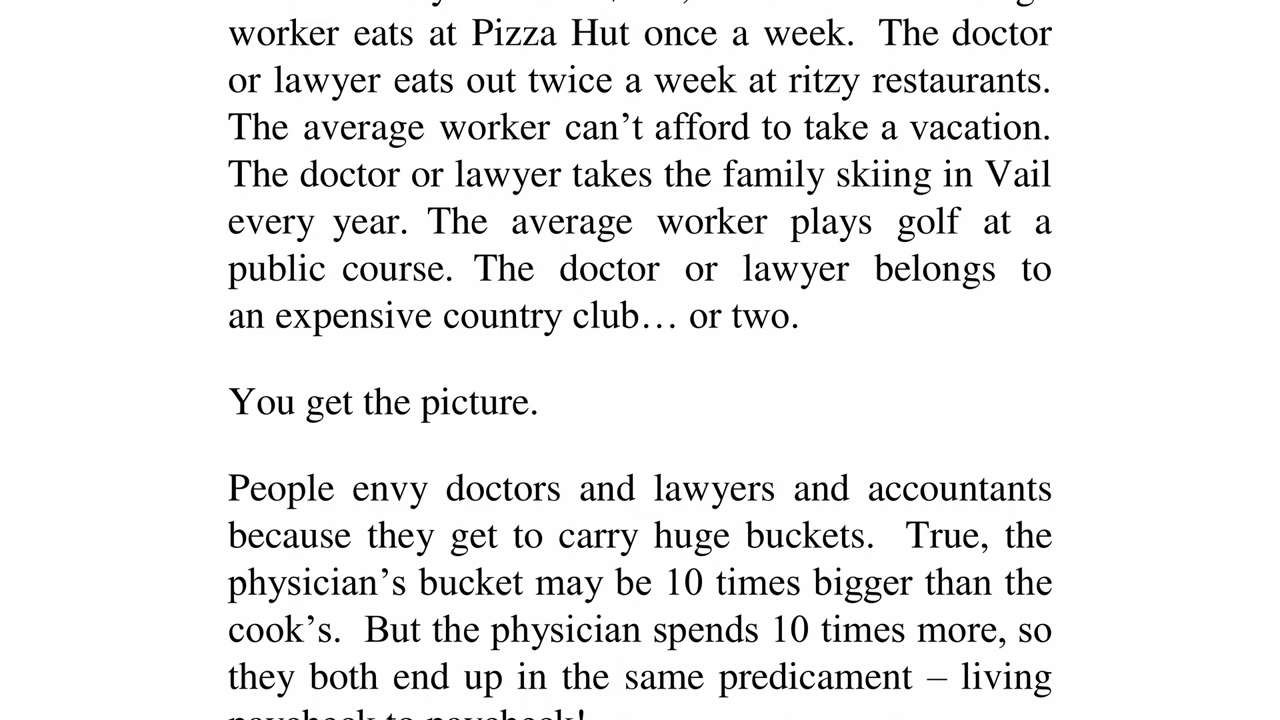 worker eats at Pizza Hut once a week.  The doctor
or lawyer eats out twice a week at ritzy restaurants.
The average worker can’t afford to take a vacation.
The doctor or lawyer takes the family skiing in Vail
every year. The average worker plays golf at a
public course. The doctor or lawyer belongs to
an expensive country club… or two.
You get the picture.
People envy doctors and lawyers and accountants
because they get to carry huge buckets.  True, the
physician’s bucket may be 10 times bigger than the
cook’s.  But the physician spends 10 times more, so
they both end up in the same predicament – living
paycheck to paycheck!